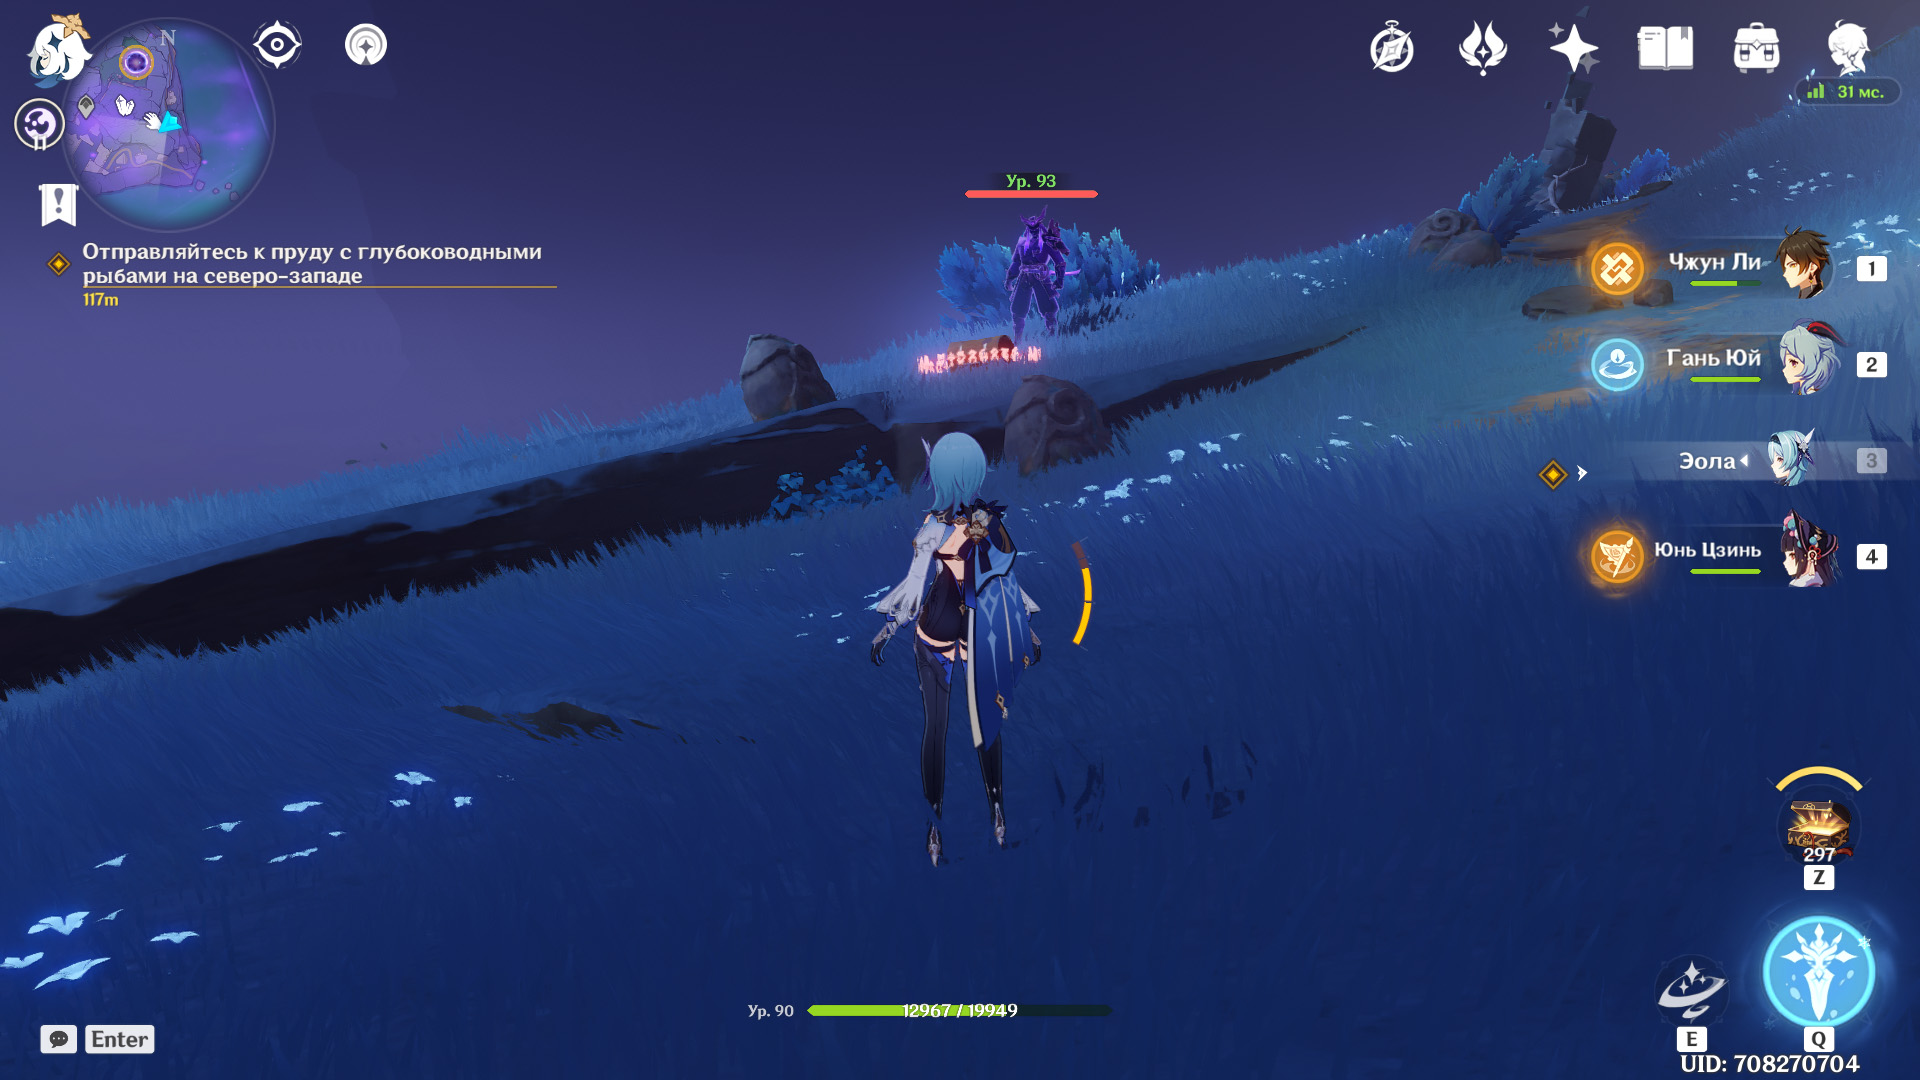 N
31 мс.
Ур. 93
Отправляйтесь к пруду с глубоководными
рыбами на северо-западе
117m
Чжун Ли
1
Гань Юй
2
Эола
3
Юнь Цзинь
4
297
Z
Ур. 90
12967 / 19949
Enter
E
Q
UID: 708270704